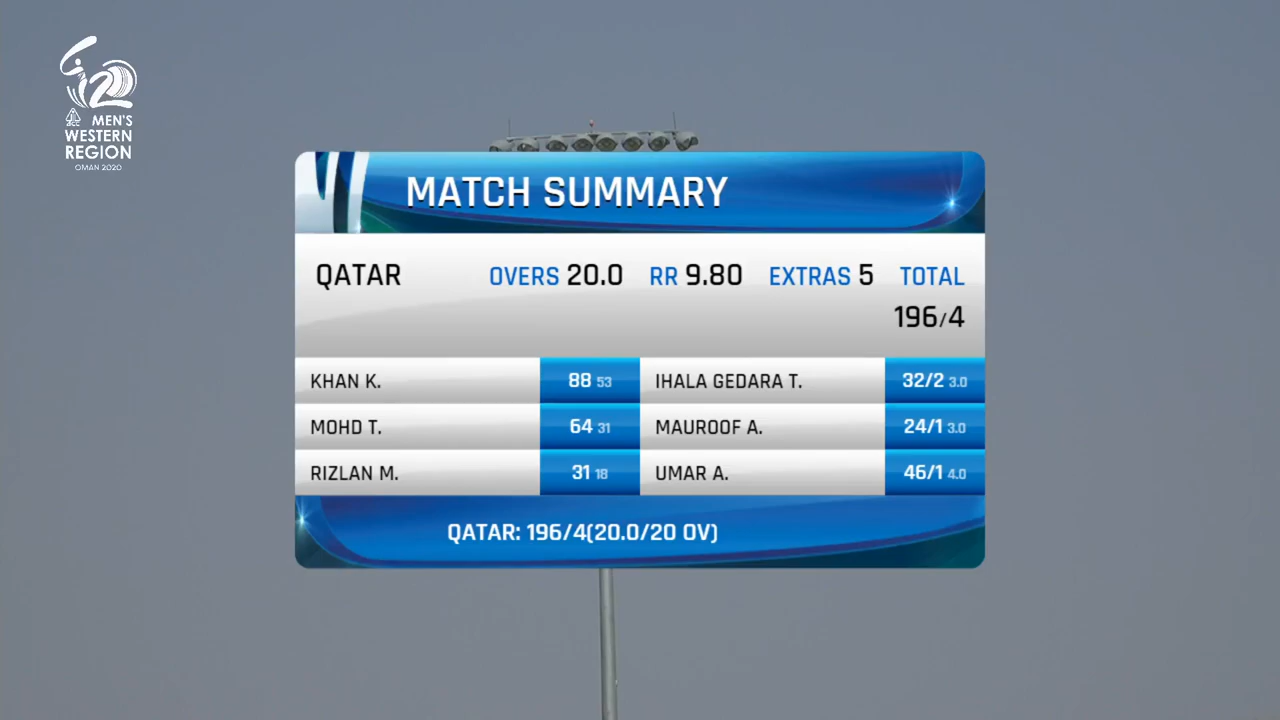 20
MEN'S
WESTERN
REGION
OMAN 2020
MATCH SUMMARY
QATAR OVERS 20.0 RR 9.80 EXTRAS 5 TOTAL
196/4
KHAN K. 88 53 IHALA GEDARA T. 32/2 3.0
MOHD T. 64 31 MAUROOF A. 24/1 3.0
RIZLAN M. 31 18 UMAR A. 46/1 4.0
QATAR: 196/4(20.0/20 OV)